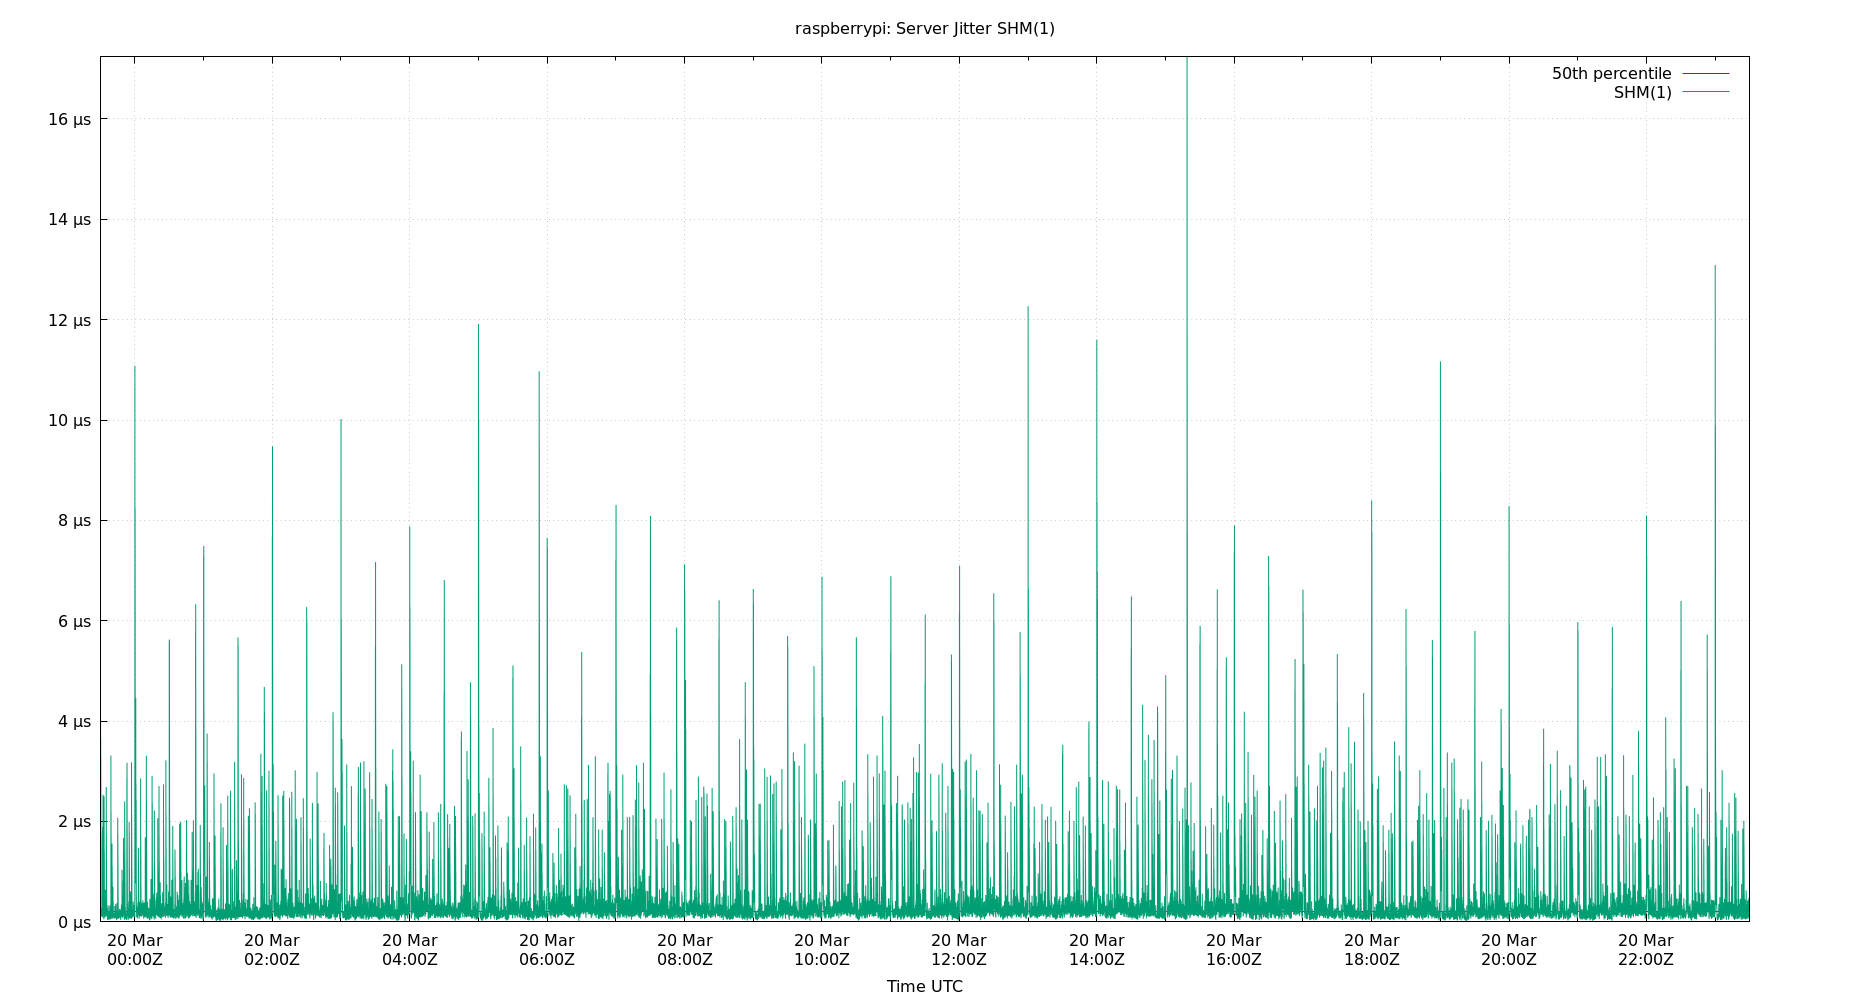 raspberrypi: Server Jitter SHM(1)
50th percentile
SHM(1)
16 µs
14 µs
12 µs
10 µs
8 µs
6 µs
4 µs
2 µs
0 µs
20 Mar 20 Mar 20 Mar 20 Mar 20 Mar 20 Mar 20 Mar 20 Mar 20 Mar 20 Mar 20 Mar 20 Mar
00:00Z 02:00Z 04:00Z 06:00Z 08:00Z 10:00Z 12:00Z 14:00Z 16:00Z 18:00Z 20:00Z 22:00Z
Time UTC